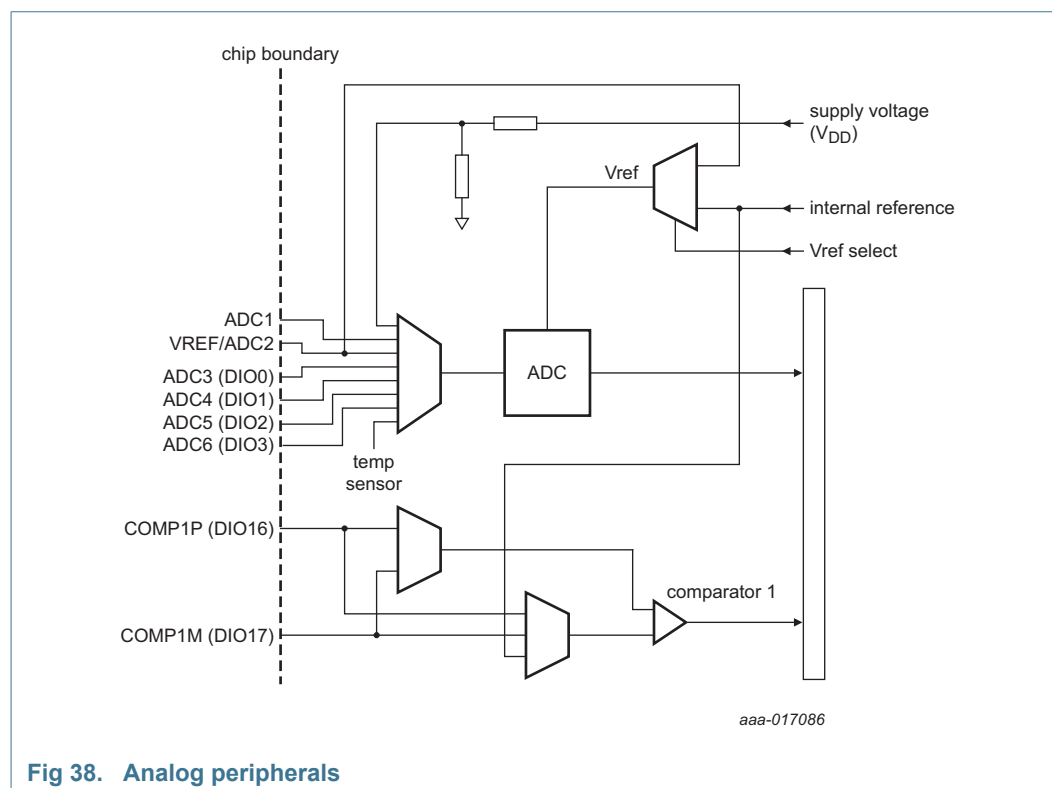 chip boundary
supply voltage
(VDD)
Vref
internal reference
Vref select
ADC1
VREF/ADC2
ADC3 (DIO0)
ADC4 (DIO1)
ADC5 (DIO2)
ADC6 (DIO3)
ADC
temp
sensor
COMP1P (DIO16)
comparator 1
COMP1M (DIO17)
aaa-017086
Fig 38. Analog peripherals